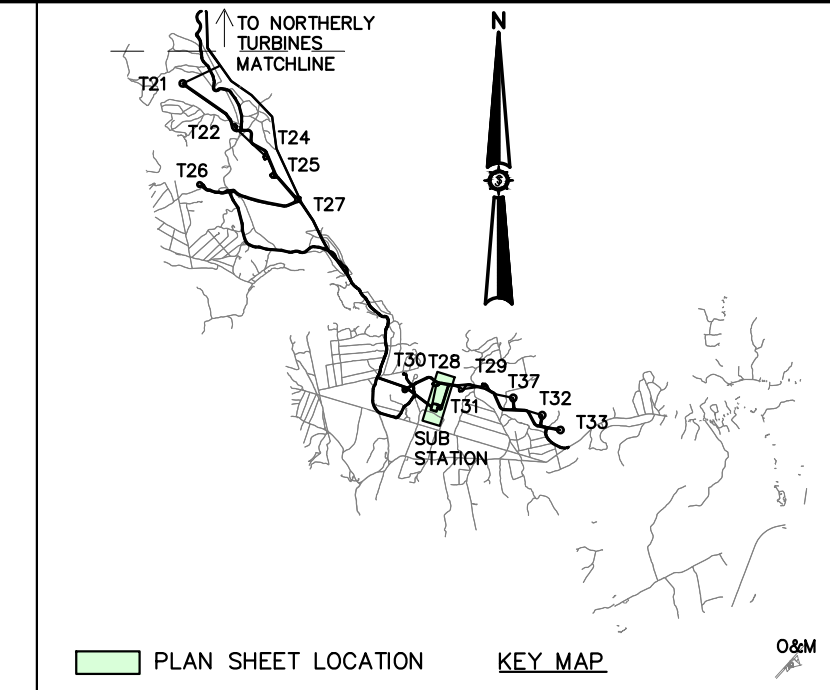 TO NORTHERLY
TURBINES
MATCHLINE
N
T21
T22
T24
T25
T26
T27
T30
T28
T29
T37
T31
T32
T33
SUB
STATION
O&M
PLAN SHEET LOCATION
KEY MAP